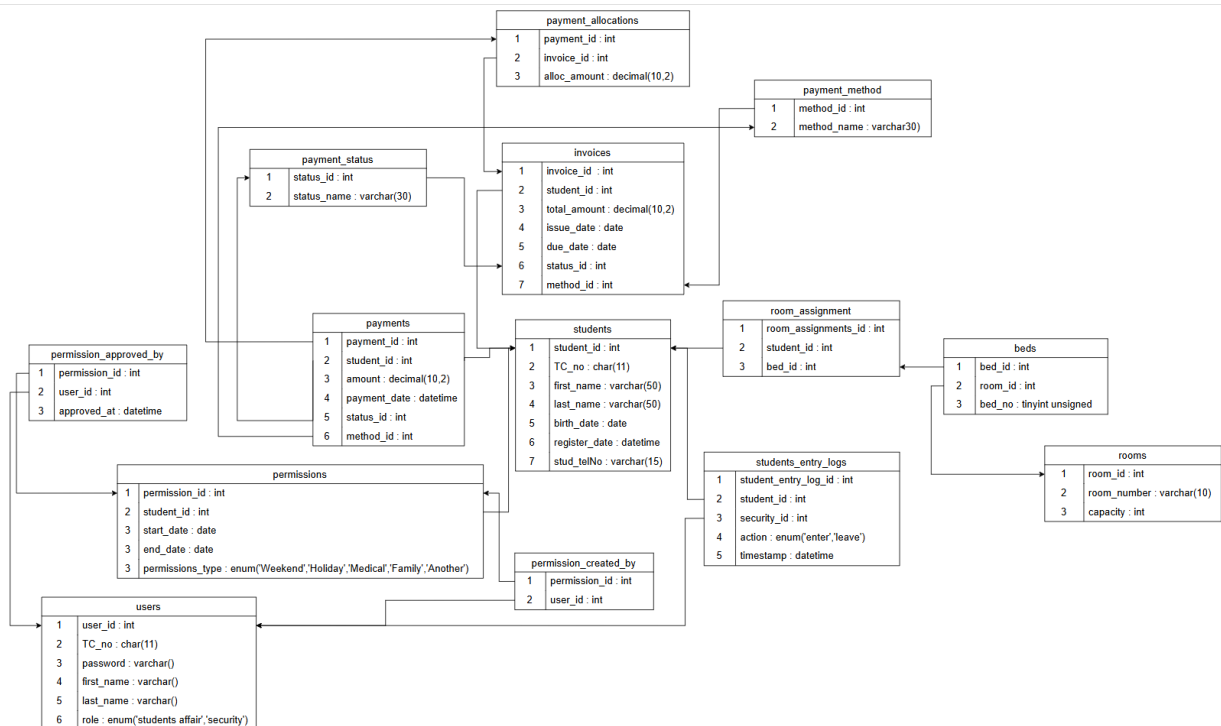 payment_allocations
1 payment_id : int
2 invoice_id : int
3 alloc_amount : decimal(10,2)
payment_method
1 method_id : int
2 method_name : varchar30)
payment_status
1 status_id : int
2 status_name : varchar(30)
invoices
1 invoice_id : int
2 student_id : int
3 total_amount : decimal(10,2)
4 issue_date : date
5 due_date : date
6 status_id : int
7 method_id : int
payments
1 payment_id : int
2 student_id : int
3 amount : decimal(10,2)
4 payment_date : datetime
5 status_id : int
6 method_id : int
students
1 student_id : int
2 TC_no : char(11)
3 first_name : varchar(50)
4 last_name : varchar(50)
5 birth_date : date
6 register_date : datetime
7 stud_telNo : varchar(15)
room_assignment
1 room_assignments_id : int
2 student_id : int
3 bed_id : int
beds
1 bed_id : int
2 room_id : int
3 bed_no : tinyint unsigned
permission_approved_by
1 permission_id : int
2 user_id : int
3 approved_at : datetime
rooms
1 room_id : int
2 room_number : varchar(10)
3 capacity : int
students_entry_logs
1 student_entry_log_id : int
2 student_id : int
3 security_id : int
4 action : enum('enter','leave')
5 timestamp : datetime
permissions
1 permission_id : int
2 student_id : int
3 start_date : date
3 end_date : date
3 permissions_type : enum('Weekend','Holiday','Medical','Family','Another')
permission_created_by
1 permission_id : int
2 user_id : int
users
1 user_id : int
2 TC_no : char(11)
3 password : varchar()
4 first_name : varchar()
5 last_name : varchar()
6 role : enum('students affair','security')